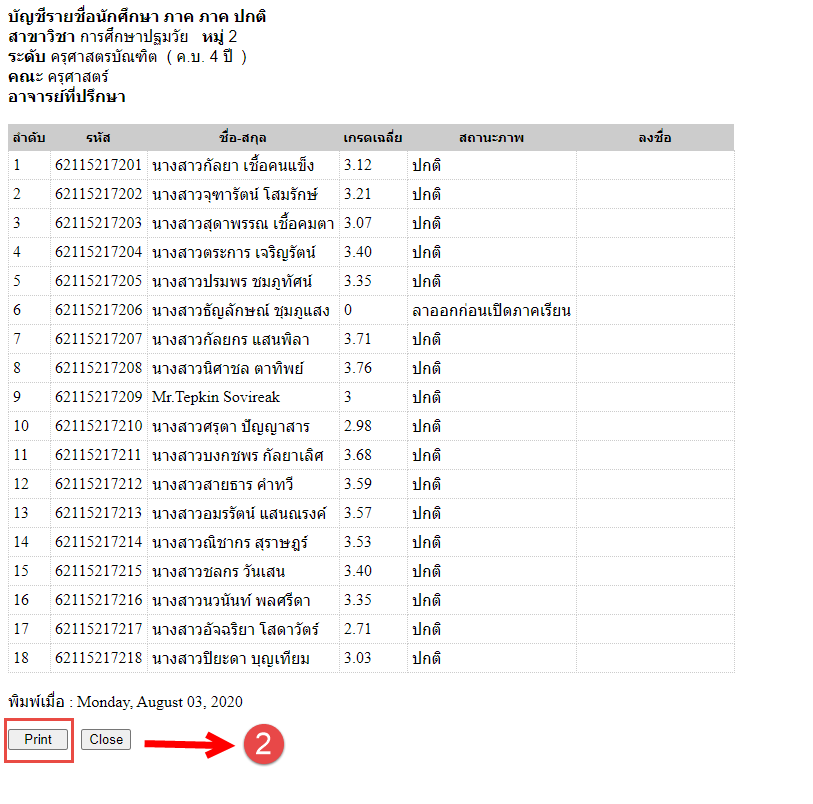 บัญชีรายชื่อนักศึกษา ภาค ภาค ปกติ
สาขาวิชา การศึกษาปฐมวัย หมู่ 2
ระดับ ครุศาสตรบัณฑิต ( ค.บ. 4 ปี )
คณะ ครุศาสตร์
อาจารย์ที่ปรึกษา
ลำดับ รหัส ชื่อ-สกุล เกรดเฉลี่ย สถานะภาพ ลงชื่อ
1 62115217201 นางสาวกัลยา เชื้อคนแข็ง 3.12 ปกติ
2 62115217202 นางสาวจุฑารัตน์ โสมรักษ์ 3.21 ปกติ
3 62115217203 นางสาวสุดาพรรณ เชื้อคมตา 3.07 ปกติ
4 62115217204 นางสาวตระการ เจริญรัตน์ 3.40 ปกติ
5 62115217205 นางสาวปรมพร ชมภูทัศน์ 3.35 ปกติ
6 62115217206 นางสาวธัญลักษณ์ ชุมภูแสง 0 ลาออกก่อนเปิดภาคเรียน
7 62115217207 นางสาวกัลยกร แสนพิลา 3.71 ปกติ
8 62115217208 นางสาวนิศาชล ตาทิพย์ 3.76 ปกติ
9 62115217209 Mr.Tepkin Sovireak 3 ปกติ
10 62115217210 นางสาวศรุตา ปัญญาสาร 2.98 ปกติ
11 62115217211 นางสาวบงกชพร กัลยาเลิศ 3.68 ปกติ
12 62115217212 นางสาวสายธาร คำทวี 3.59 ปกติ
13 62115217213 นางสาวอมรรัตน์ แสนณรงค์ 3.57 ปกติ
14 62115217214 นางสาวณิชากร สุราษฎร์ 3.53 ปกติ
15 62115217215 นางสาวชลกร วันเสน 3.40 ปกติ
16 62115217216 นางสาวนวนันท์ พลศรีดา 3.35 ปกติ
17 62115217217 นางสาวอัจฉริยา โสดาวัตร์ 2.71 ปกติ
18 62115217218 นางสาวปิยะดา บุญเทียม 3.03 ปกติ
พิมพ์เมื่อ : Monday, August 03, 2020
Print Close 2